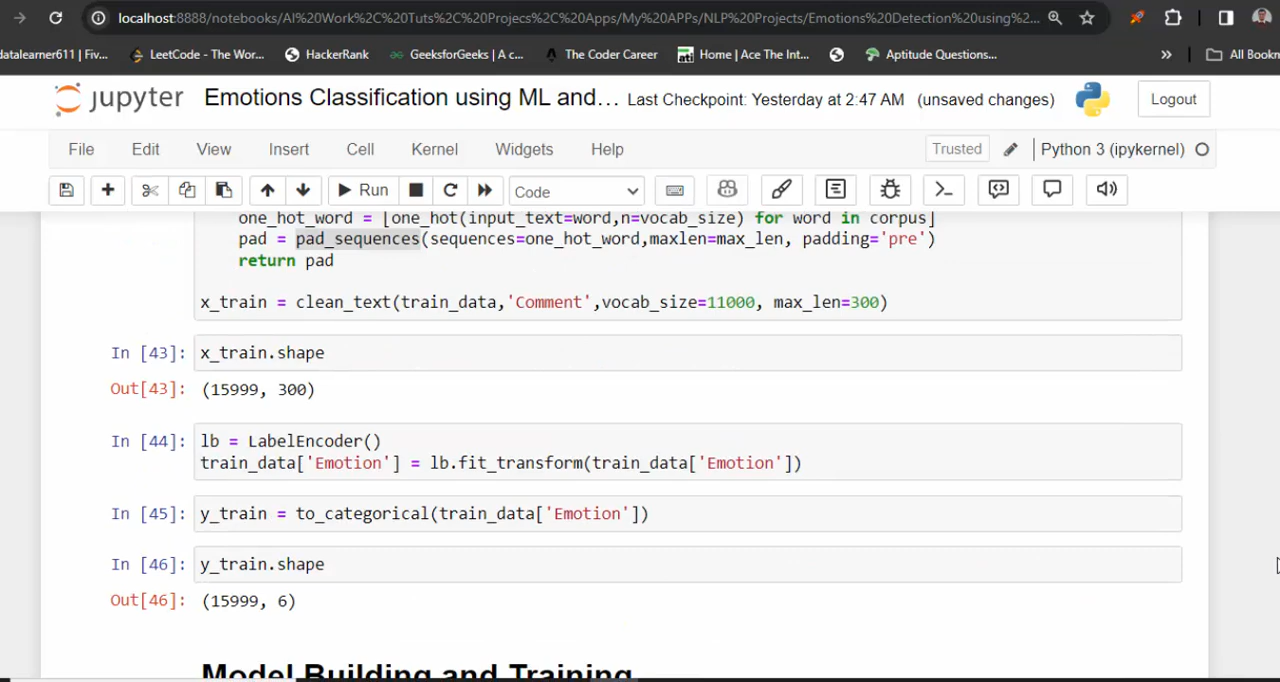 localhost:8888/notebooks/AI%20Work%2C%20Tuts%2C%20Projecs%2C%20Apps/My%20APPs/NLP%20Projects/Emotions%20Detection%20using%2...
datalearner611 | Fiv... LeetCode - The Wor... HackerRank GeeksforGeeks | A c... The Coder Career Home | Ace The Int... Aptitude Questions... » All Bookm
jupyter Emotions Classification using ML and... Last Checkpoint: Yesterday at 2:47 AM (unsaved changes) Logout
File Edit View Insert Cell Kernel Widgets Help Trusted Python 3 (ipykernel)
Run Code
one_hot_word = [one_hot(input_text=word,n=vocab_size) for word in corpus]
pad = pad_sequences(sequences=one_hot_word,maxlen=max_len, padding='pre')
return pad
x_train = clean_text(train_data,'Comment',vocab_size=11000, max_len=300)
In [43]: x_train.shape
Out[43]: (15999, 300)
In [44]: lb = LabelEncoder()
train_data['Emotion'] = lb.fit_transform(train_data['Emotion'])
In [45]: y_train = to_categorical(train_data['Emotion'])
In [46]: y_train.shape
Out[46]: (15999, 6)
Model Building and Training